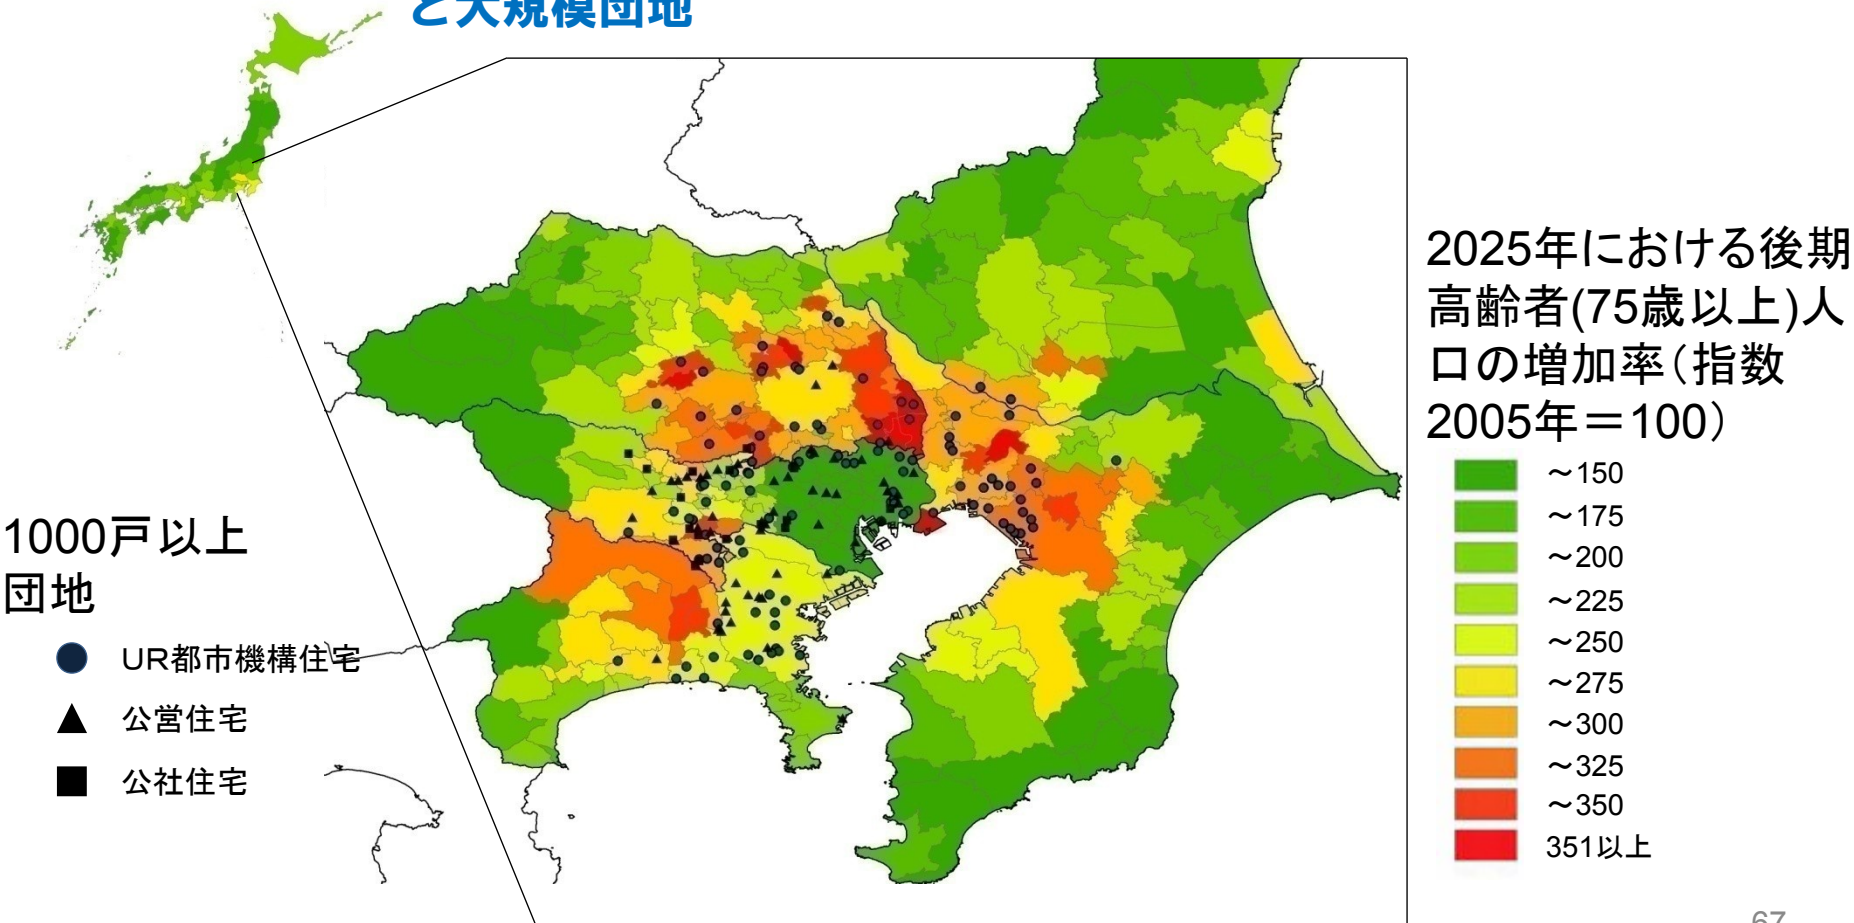 と大規模団地
2025年における後期
高齢者(75歳以上)人
口の増加率（指数
2005年＝100）
～150
～175
～200
～225
～250
～275
～300
～325
～350
351以上
1000戸以上
団地
UR都市機構住宅
公営住宅
公社住宅
67